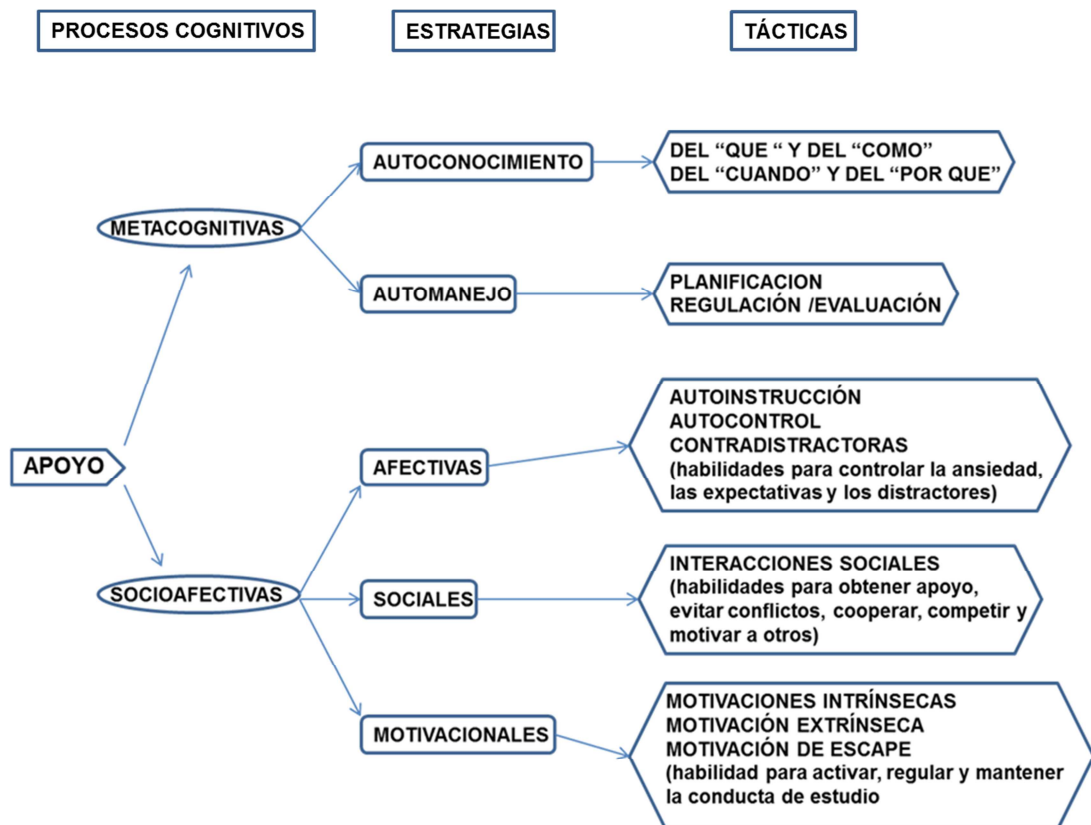 PROCESOS COGNITIVOS
ESTRATEGIAS
TÁCTICAS
AUTOCONOCIMIENTO
DEL “QUE “ Y DEL “COMO”
DEL “CUANDO” Y DEL “POR QUE”
METACOGNITIVAS
AUTOMANEJO
PLANIFICACION
REGULACIÓN /EVALUACIÓN
APOYO
AFECTIVAS
AUTOINSTRUCCIÓN
AUTOCONTROL
CONTRADISTRACTORAS
(habilidades para controlar la ansiedad,
las expectativas y los distractores)
SOCIOAFECTIVAS
SOCIALES
INTERACCIONES SOCIALES
(habilidades para obtener apoyo,
evitar conflictos, cooperar, competir y
motivar a otros)
MOTIVACIONALES
MOTIVACIONES INTRÍNSECAS
MOTIVACIÓN EXTRÍNSECA
MOTIVACIÓN DE ESCAPE
(habilidad para activar, regular y mantener
la conducta de estudio